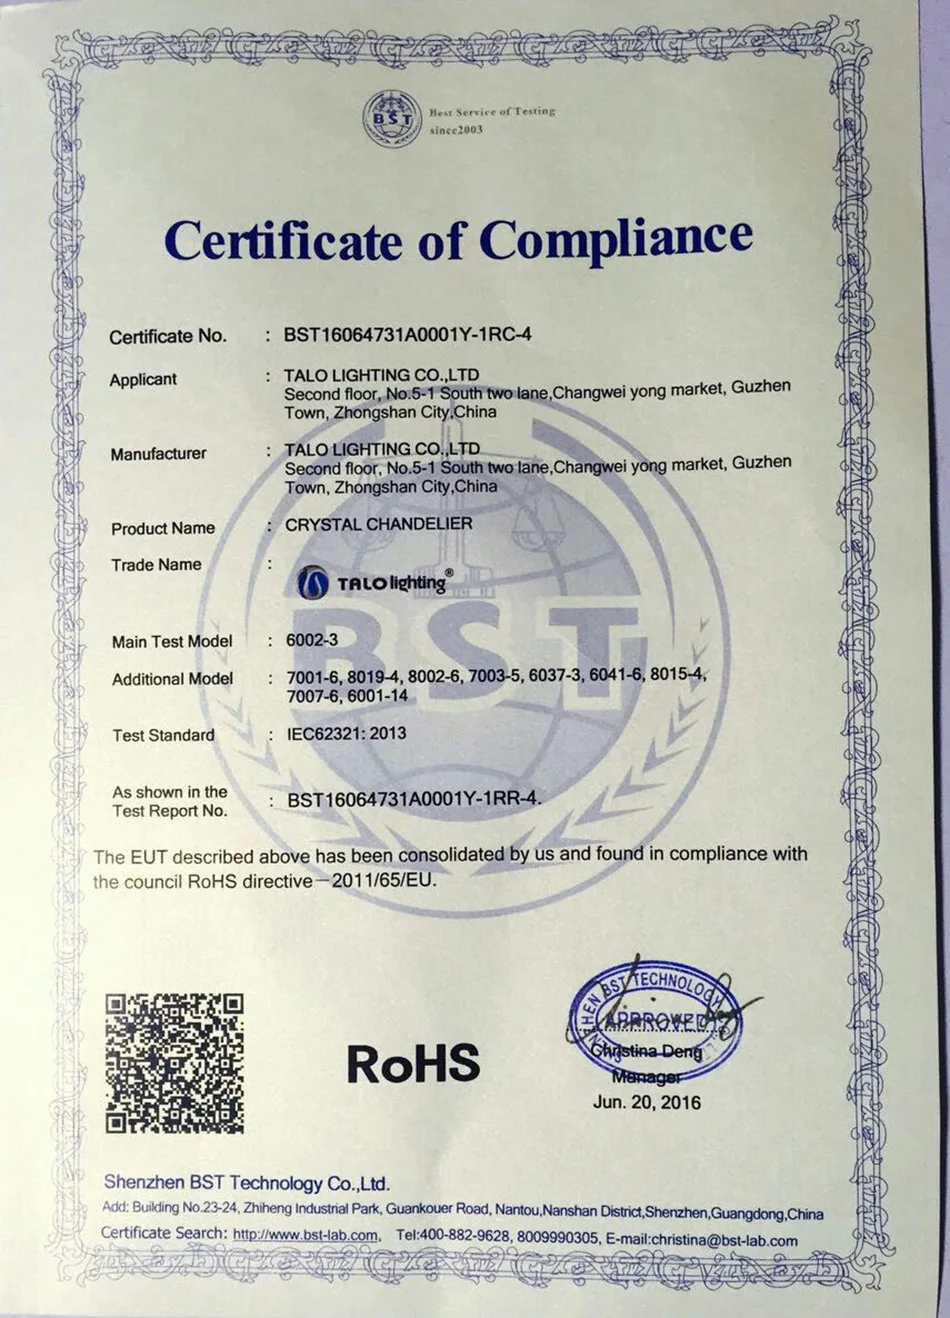 BST
Best Service of Testing
since2003
Certificate of Compliance
Certificate No. : BST16064731A0001Y-1RC-4
Applicant : TALO LIGHTING CO.,LTD
Second floor, No.5-1 South two lane,Changwei yong market, Guzhen
Town, Zhongshan City,China
Manufacturer : TALO LIGHTING CO.,LTD
Second floor, No.5-1 South two lane,Changwei yong market, Guzhen
Town, Zhongshan City,China
Product Name : CRYSTAL CHANDELIER
Trade Name : TALO lighting®
BST
Main Test Model : 6002-3
Additional Model : 7001-6, 8019-4, 8002-6, 7003-5, 6037-3, 6041-6, 8015-4,
7007-6, 6001-14
Test Standard : IEC62321: 2013
As shown in the
Test Report No. : BST16064731A0001Y-1RR-4.
The EUT described above has been consolidated by us and found in compliance with
the council RoHS directive—2011/65/EU.
RoHS
BST TECHNOLOGY
APPROVED
Christina Deng
Manager
Jun. 20, 2016
Shenzhen BST Technology Co.,Ltd.
Add: Building No.23-24, Zhiheng Industrial Park, Guankouer Road, Nantou,Nanshan District,Shenzhen,Guangdong,China
Certificate Search: http://www.bst-lab.com, Tel:400-882-9628, 8009990305, E-mail:christina@bst-lab.com